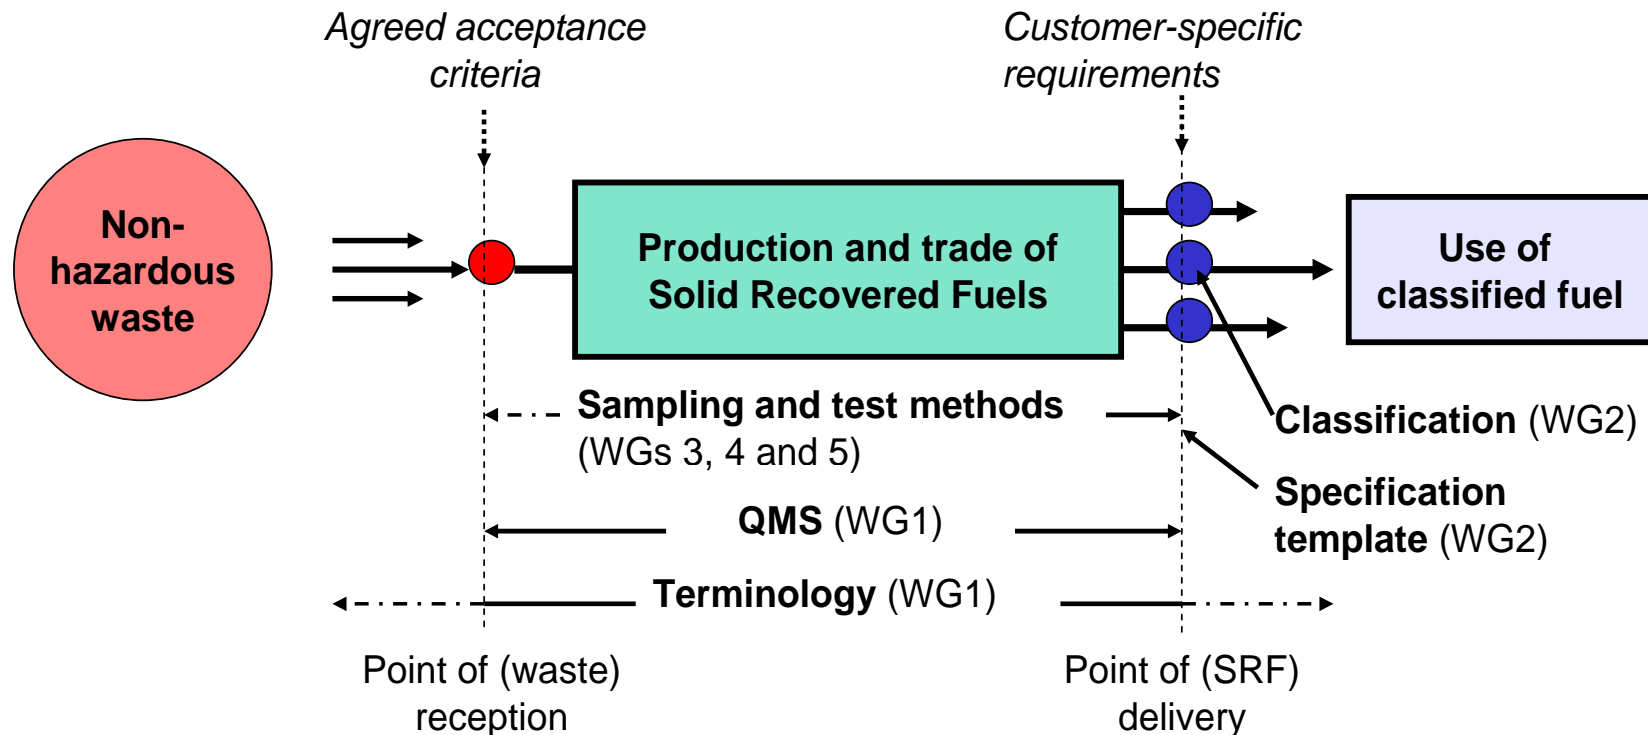 Agreed acceptance
criteria
Customer-specific
requirements
Non-
hazardous
waste
Production and trade of
Solid Recovered Fuels
Use of
classified fuel
Sampling and test methods
(WGs 3, 4 and 5)
Classification (WG2)
Specification
template (WG2)
QMS (WG1)
Terminology (WG1)
Point of (waste)
reception
Point of (SRF)
delivery